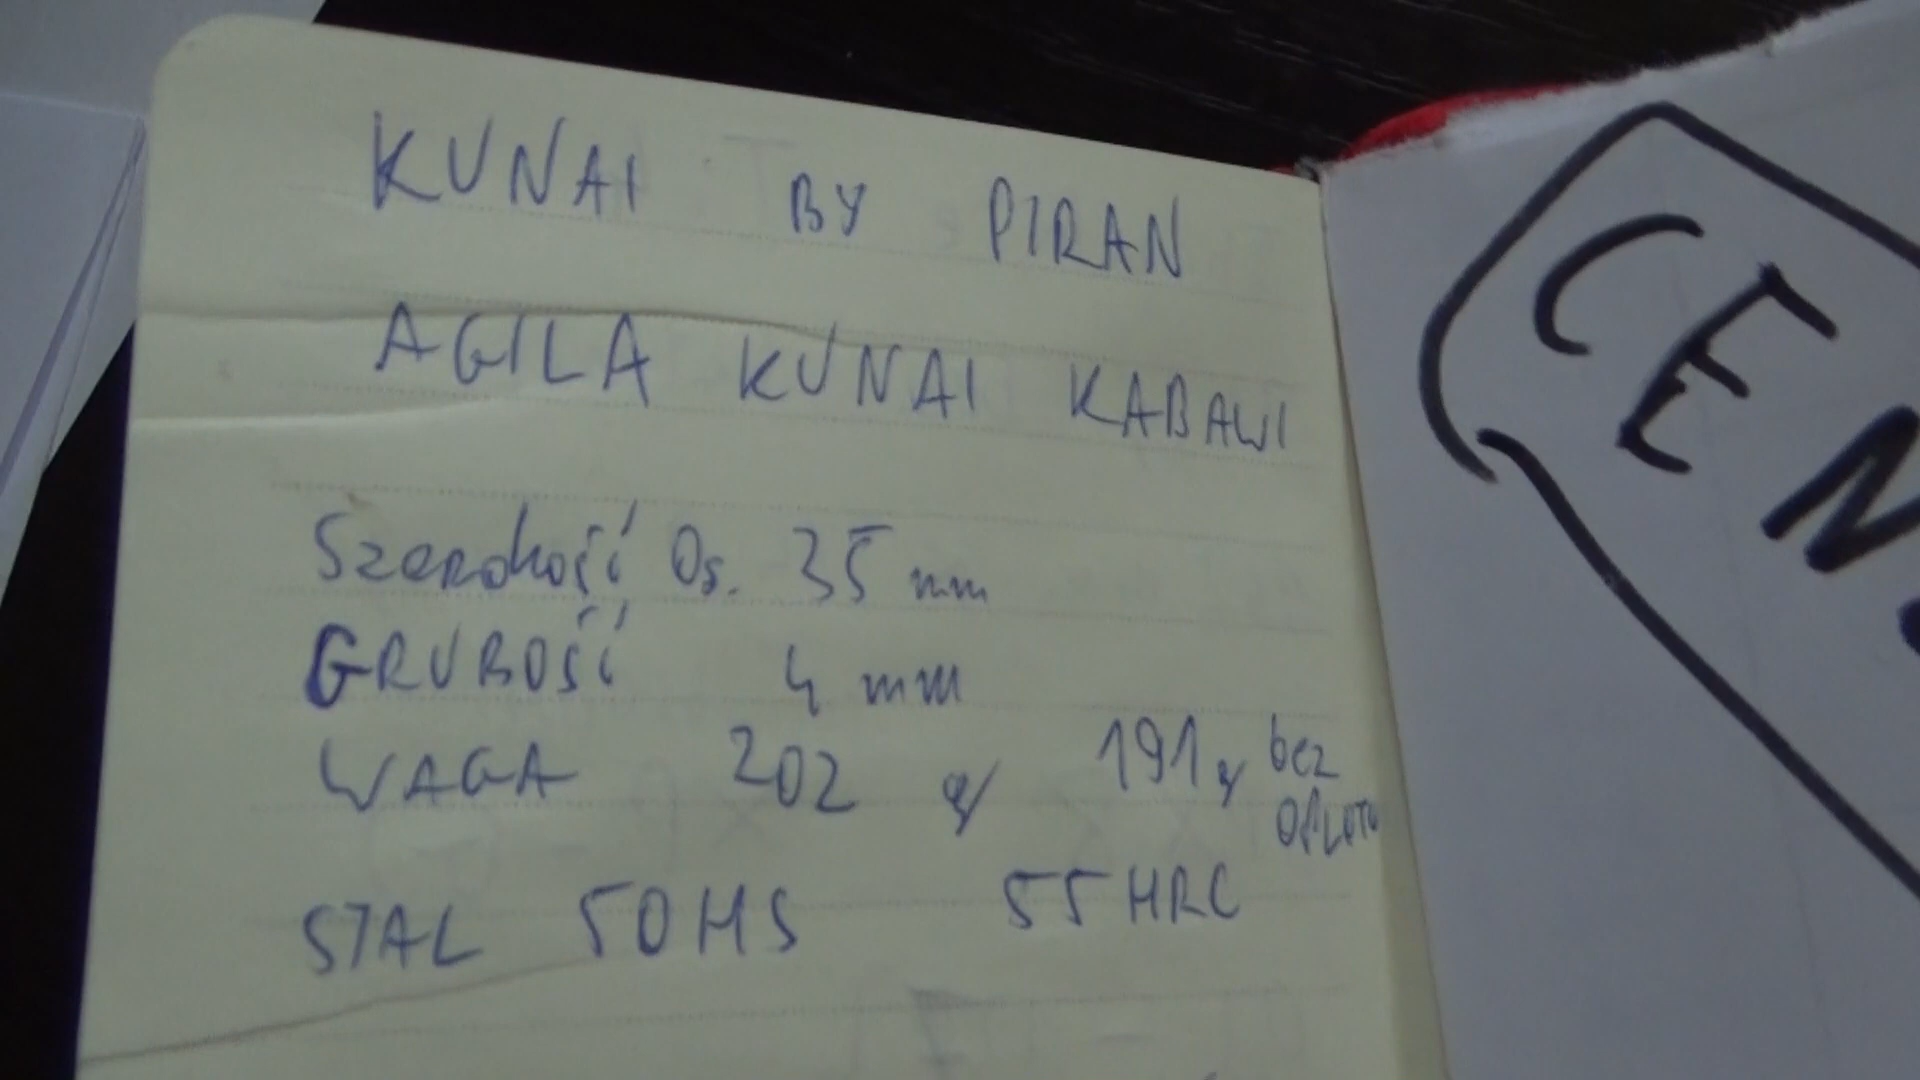 KUNAI BY PIRAN
AGILA KUNAI KABAWI
Szerokość Os. 35 mm
GRUBOŚĆ 4 mm
WAGA 202 g 191g bez
OPLOTU
STAL 50HS 55HRC
CEN